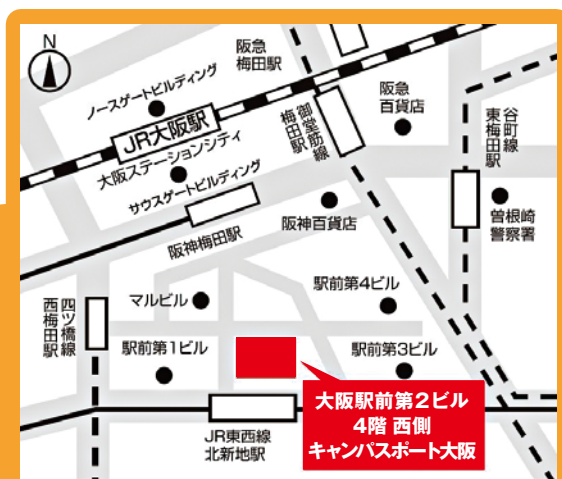 N
阪急
梅田駅
ノースゲートビルディング
JR大阪駅
大阪ステーションシティ
サウスゲートビルディング
御堂筋線
梅田駅
阪急
百貨店
谷町線
東梅田駅
曽根崎
警察署
阪神梅田駅
阪神百貨店
四ツ橋線
西梅田駅
マルビル
駅前第4ビル
駅前第1ビル
駅前第3ビル
大阪駅前第2ビル
4階 西側
キャンパスポート大阪
JR東西線
北新地駅